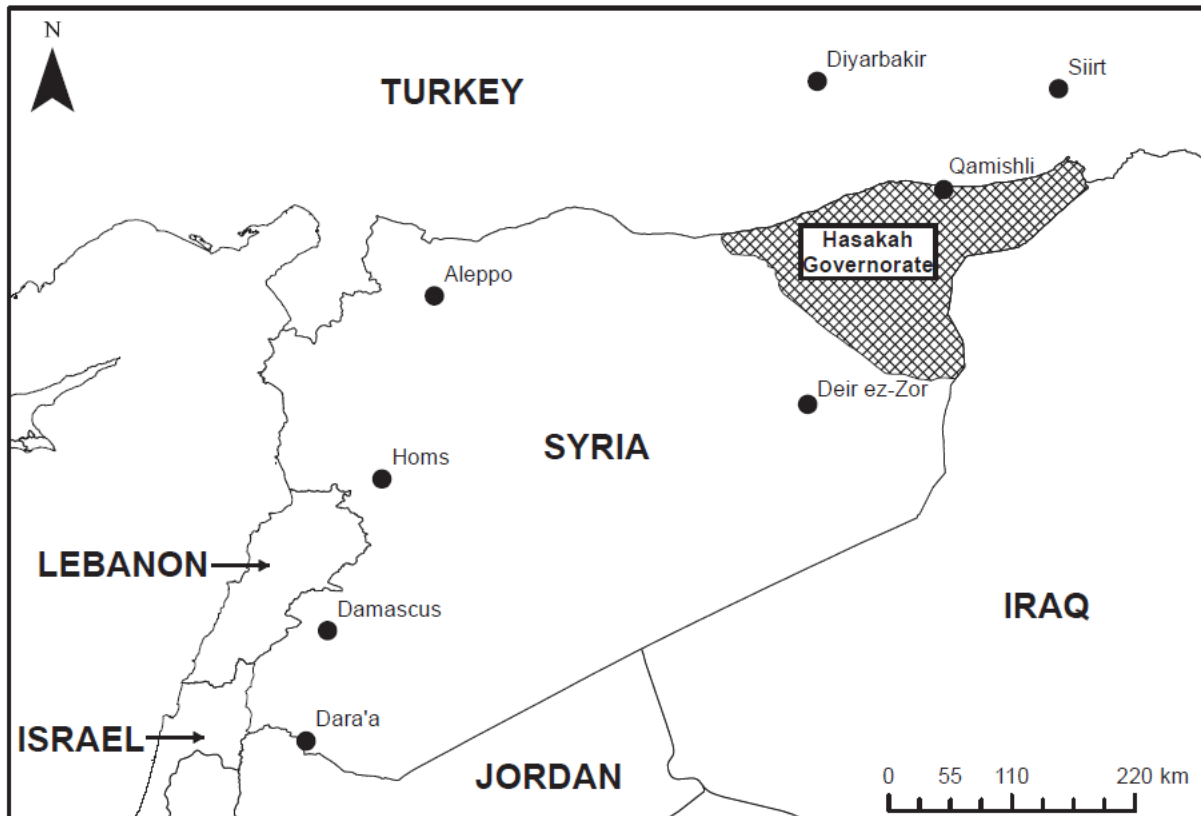 N
Diyarbakir
Siirt
TURKEY
Qamishli
Hasakah
Governorate
Aleppo
Deir ez-Zor
SYRIA
Homs
LEBANON
IRAQ
Damascus
ISRAEL
Dara'a
JORDAN
0 55 110 220 km